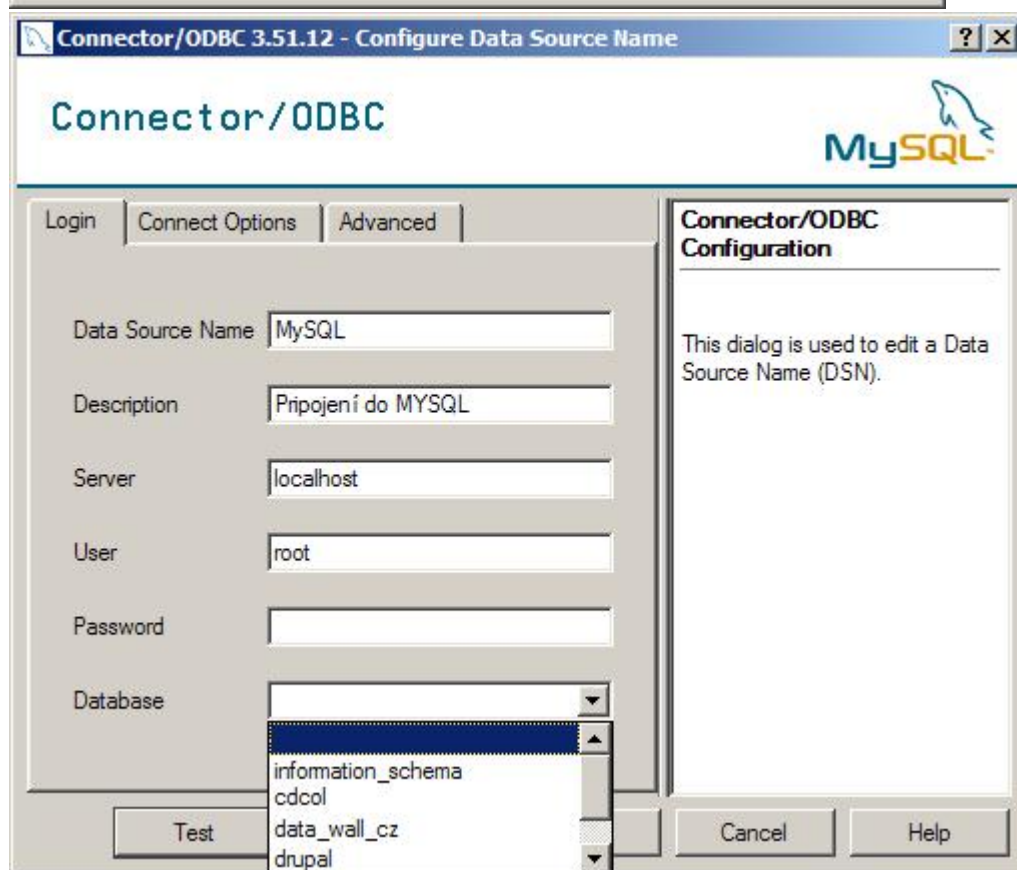 Connector/ODBC 3.51.12 - Configure Data Source Name
Connector/ODBC
MySQL
Login
Connect Options
Advanced
Data Source Name
MySQL
Description
Pripojení do MYSQL
Server
localhost
User
root
Password
Database
information_schema
cdcol
data_wall_cz
drupal
Connector/ODBC
Configuration
This dialog is used to edit a Data
Source Name (DSN).
Test
Cancel
Help